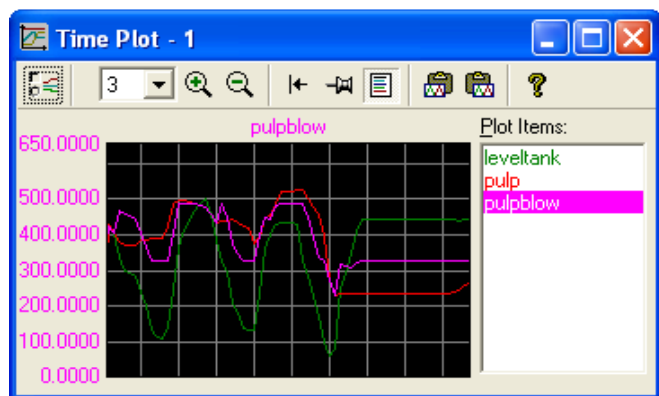 Time Plot - 1
3
pulpblow
Plot Items:
650.0000
500.0000
400.0000
300.0000
200.0000
100.0000
0.0000
leveltank
pulp
pulpblow